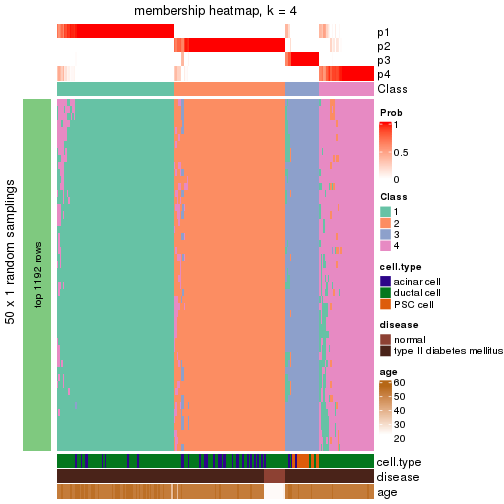 membership heatmap, k = 4
p1
p2
p3
p4
Class
50 x 1 random samplings
top 1192 rows
cell.type
disease
age
Prob
1
0.5
0
Class
1
2
3
4
cell.type
acinar cell
ductal cell
PSC cell
disease
normal
type II diabetes mellitus
age
60
50
40
30
20